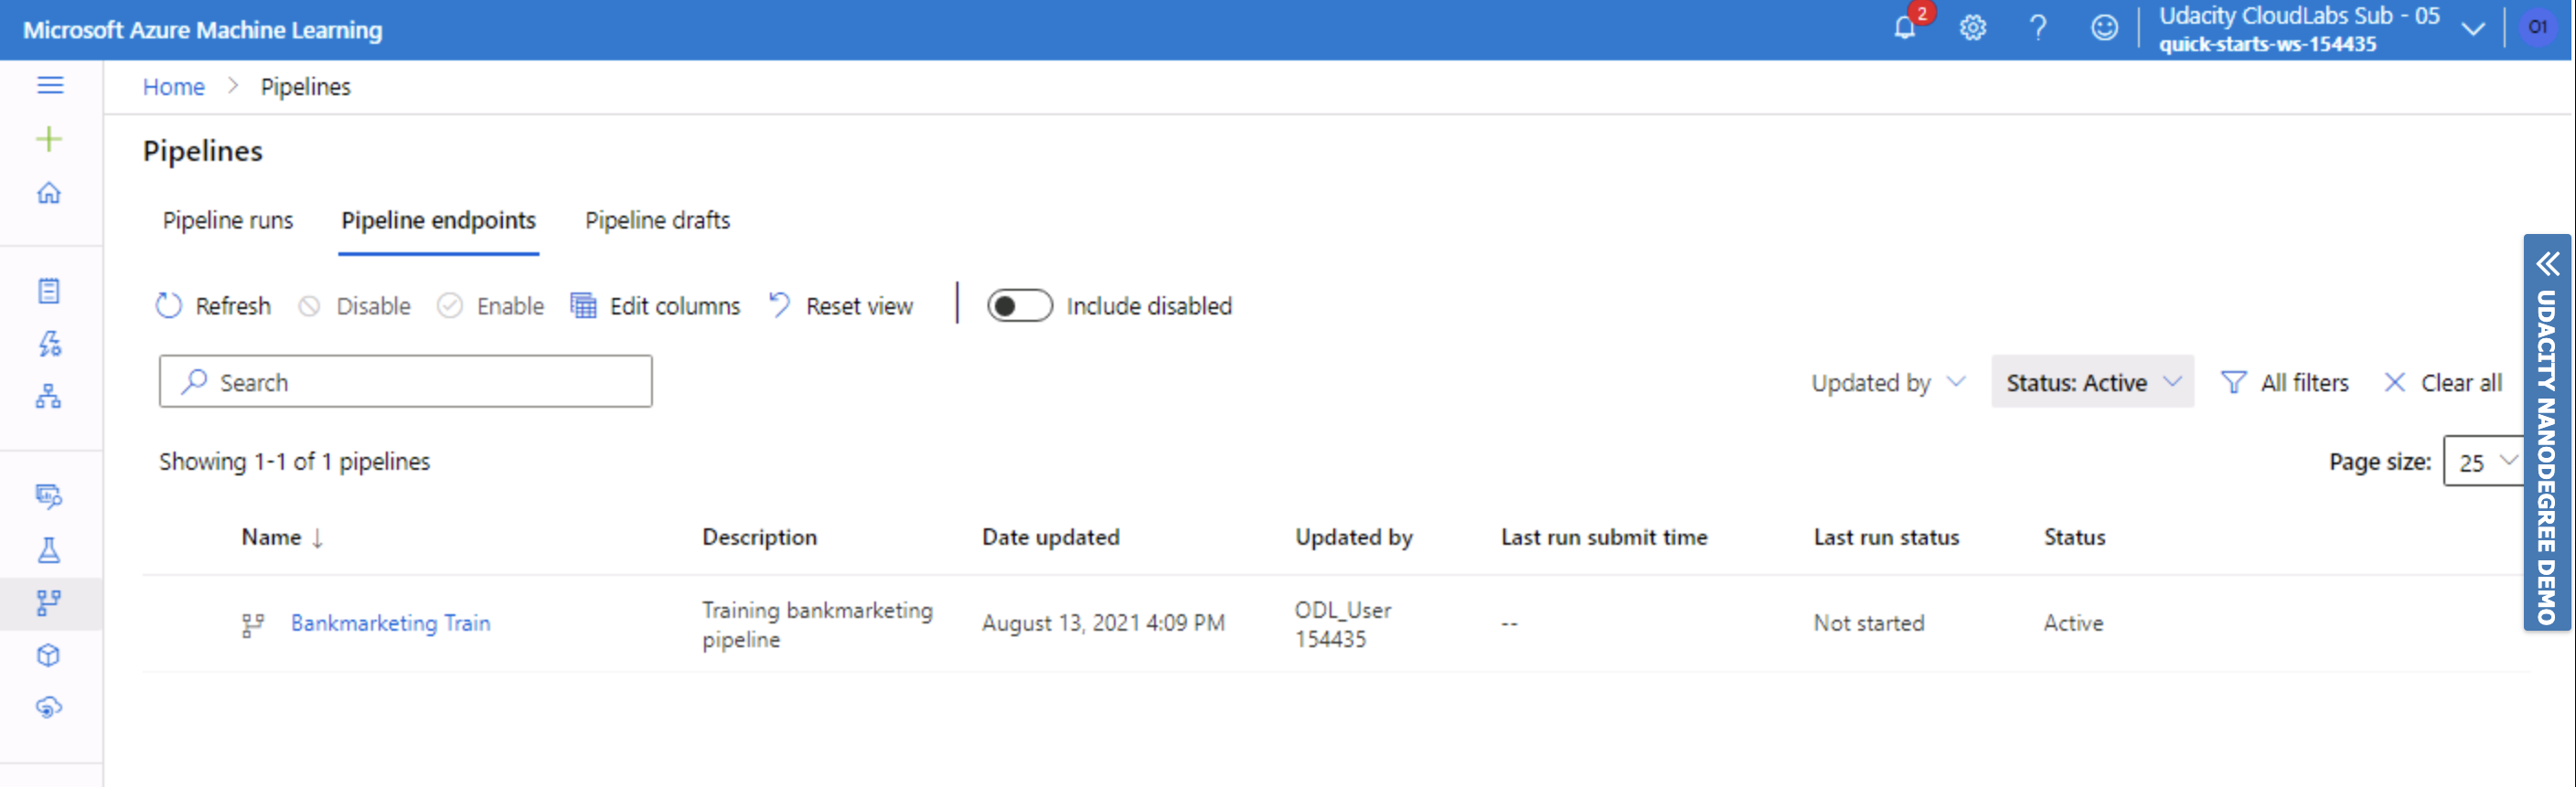 Microsoft Azure Machine Learning
2
Udacity CloudLabs Sub - 05
quick-starts-ws-154435
O1
Home > Pipelines
Pipelines
Pipeline runs Pipeline endpoints Pipeline drafts
Refresh Disable Enable Edit columns Reset view Include disabled
Search
Updated by Status: Active All filters Clear all
Showing 1-1 of 1 pipelines
Page size: 25
Name ↓ Description Date updated Updated by Last run submit time Last run status Status
Bankmarketing Train
Training bankmarketing
pipeline
August 13, 2021 4:09 PM
ODL_User
154435
--
Not started
Active
UDACITY NANODEGREE DEMO